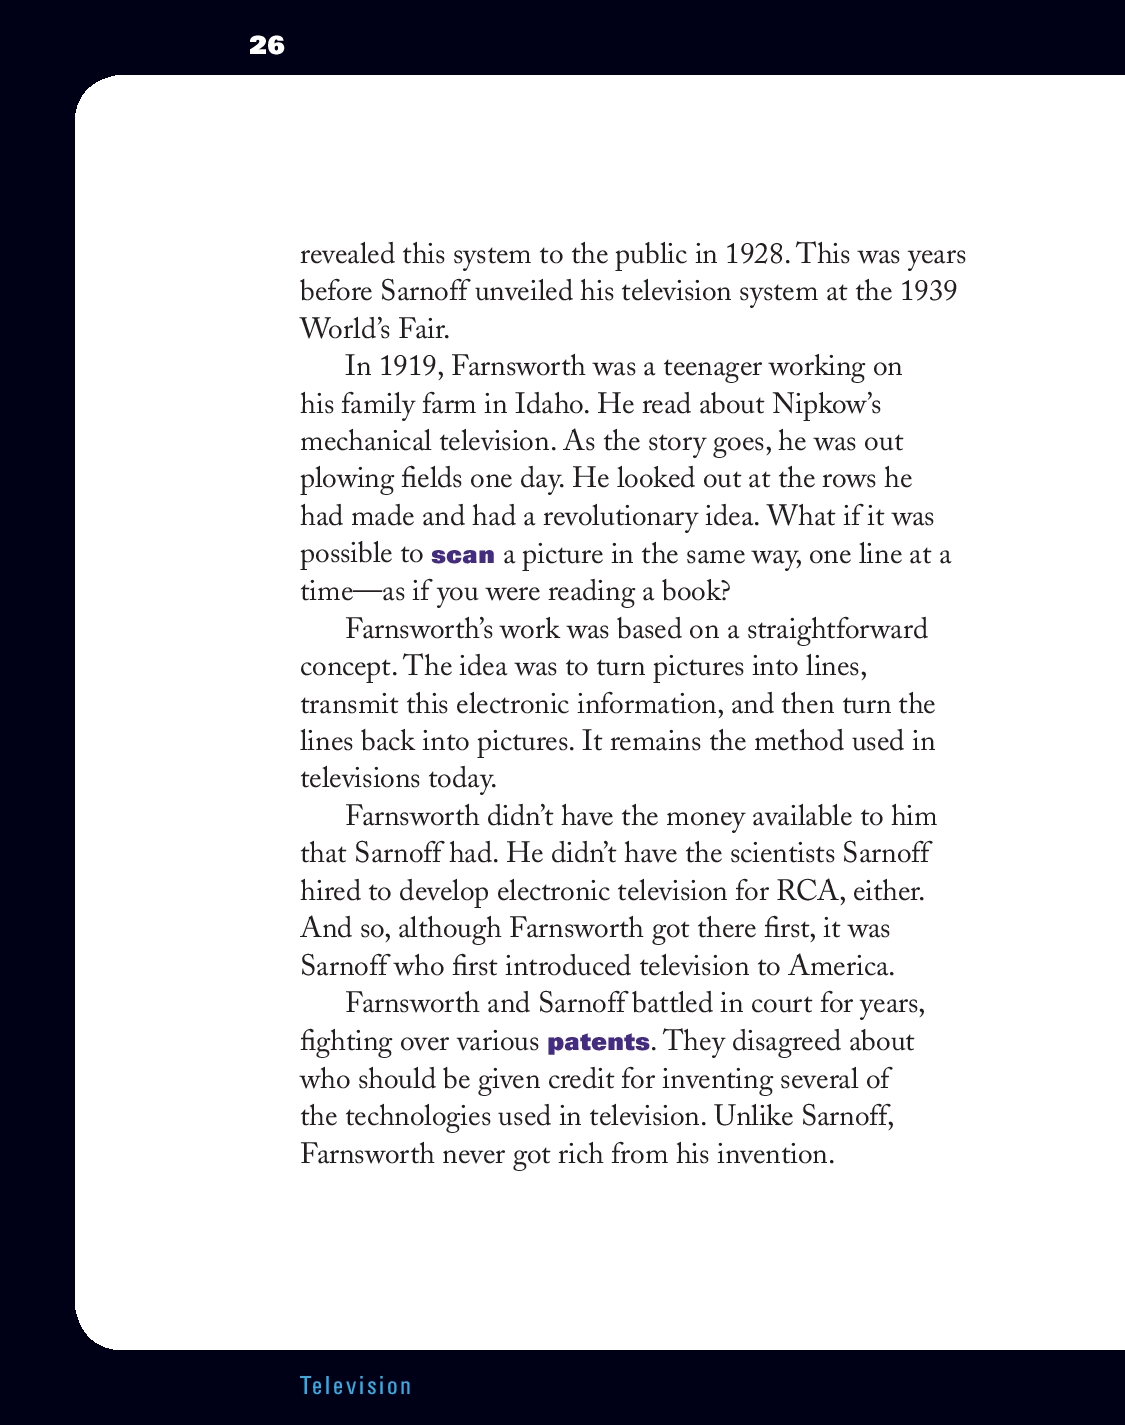 26
revealed this system to the public in 1928. This was years
before Sarnoff unveiled his television system at the 1939
World’s Fair.
In 1919, Farnsworth was a teenager working on
his family farm in Idaho. He read about Nipkow’s
mechanical television. As the story goes, he was out
plowing fields one day. He looked out at the rows he
had made and had a revolutionary idea. What if it was
possible to scan a picture in the same way, one line at a
time—as if you were reading a book?
Farnsworth’s work was based on a straightforward
concept. The idea was to turn pictures into lines,
transmit this electronic information, and then turn the
lines back into pictures. It remains the method used in
televisions today.
Farnsworth didn’t have the money available to him
that Sarnoff had. He didn’t have the scientists Sarnoff
hired to develop electronic television for RCA, either.
And so, although Farnsworth got there first, it was
Sarnoff who first introduced television to America.
Farnsworth and Sarnoff battled in court for years,
fighting over various patents. They disagreed about
who should be given credit for inventing several of
the technologies used in television. Unlike Sarnoff,
Farnsworth never got rich from his invention.
Television